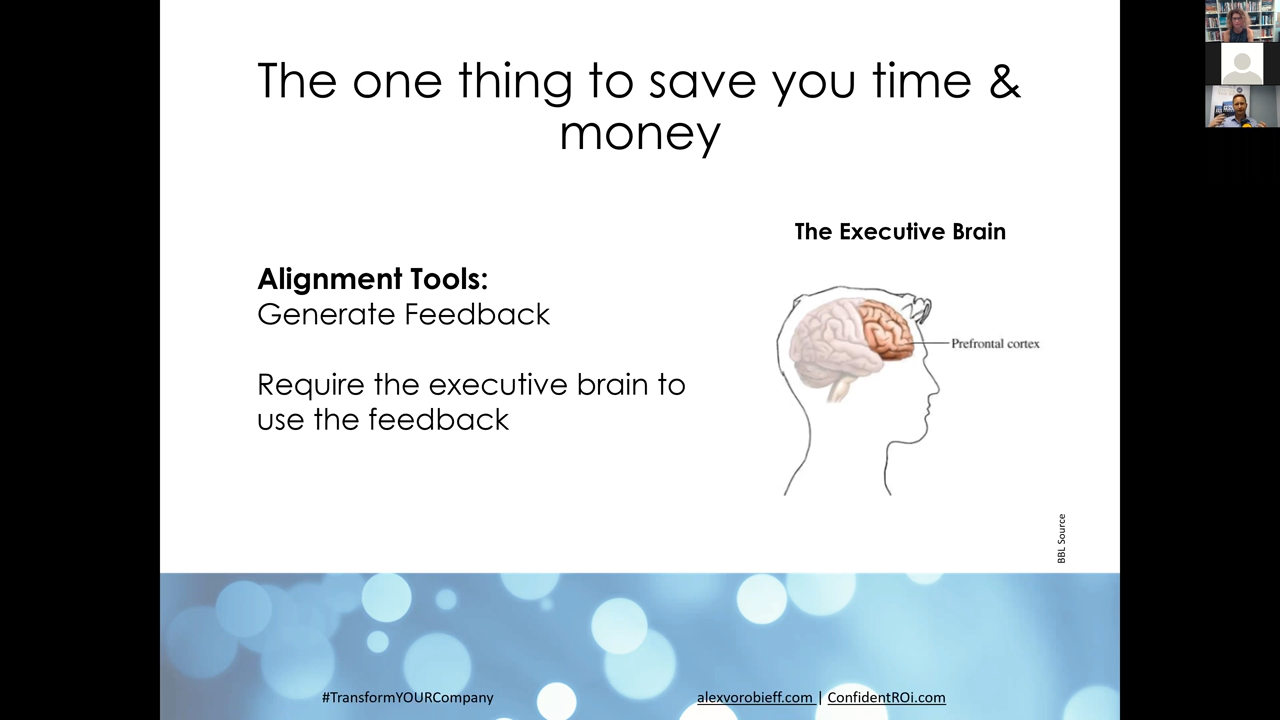 The one thing to save you time &
money
The Executive Brain
Alignment Tools:
Generate Feedback
Require the executive brain to
use the feedback
Prefrontal cortex
BBL Source
#TransformYOURCompany
alexvorobieff.com | ConfidentROi.com